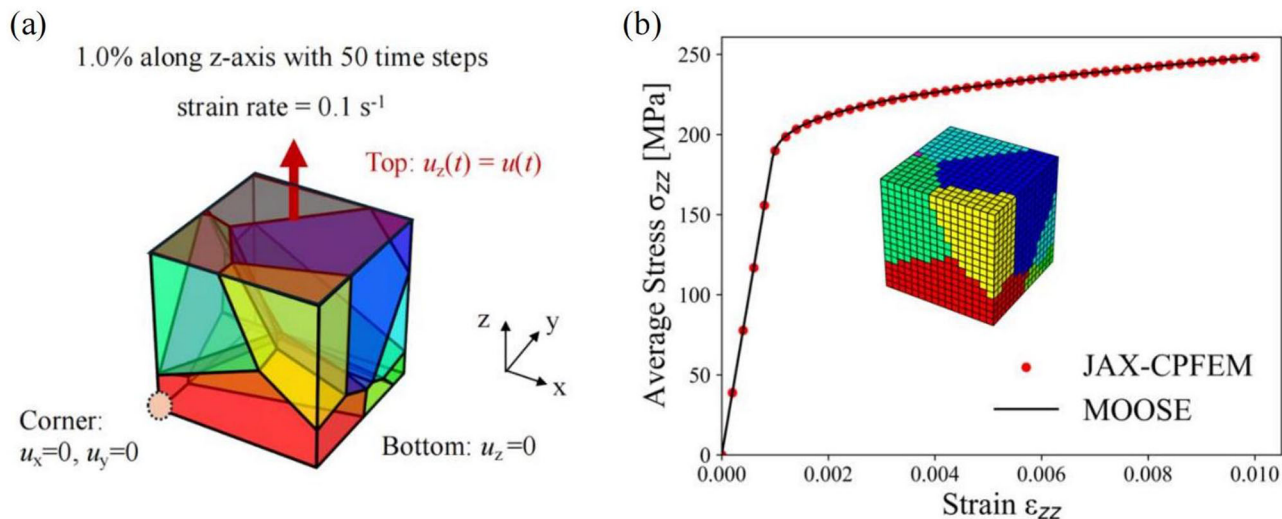 (a)
1.0% along z-axis with 50 time steps
strain rate = 0.1 s⁻¹
Top: uz(t) = u(t)
z
y
x
Corner:
ux=0, uy=0
Bottom: uz=0
(b)
Average Stress σzz [MPa]
250
200
150
100
50
0
JAX-CPFEM
MOOSE
0.000
0.002
0.004
0.006
0.008
0.010
Strain εzz